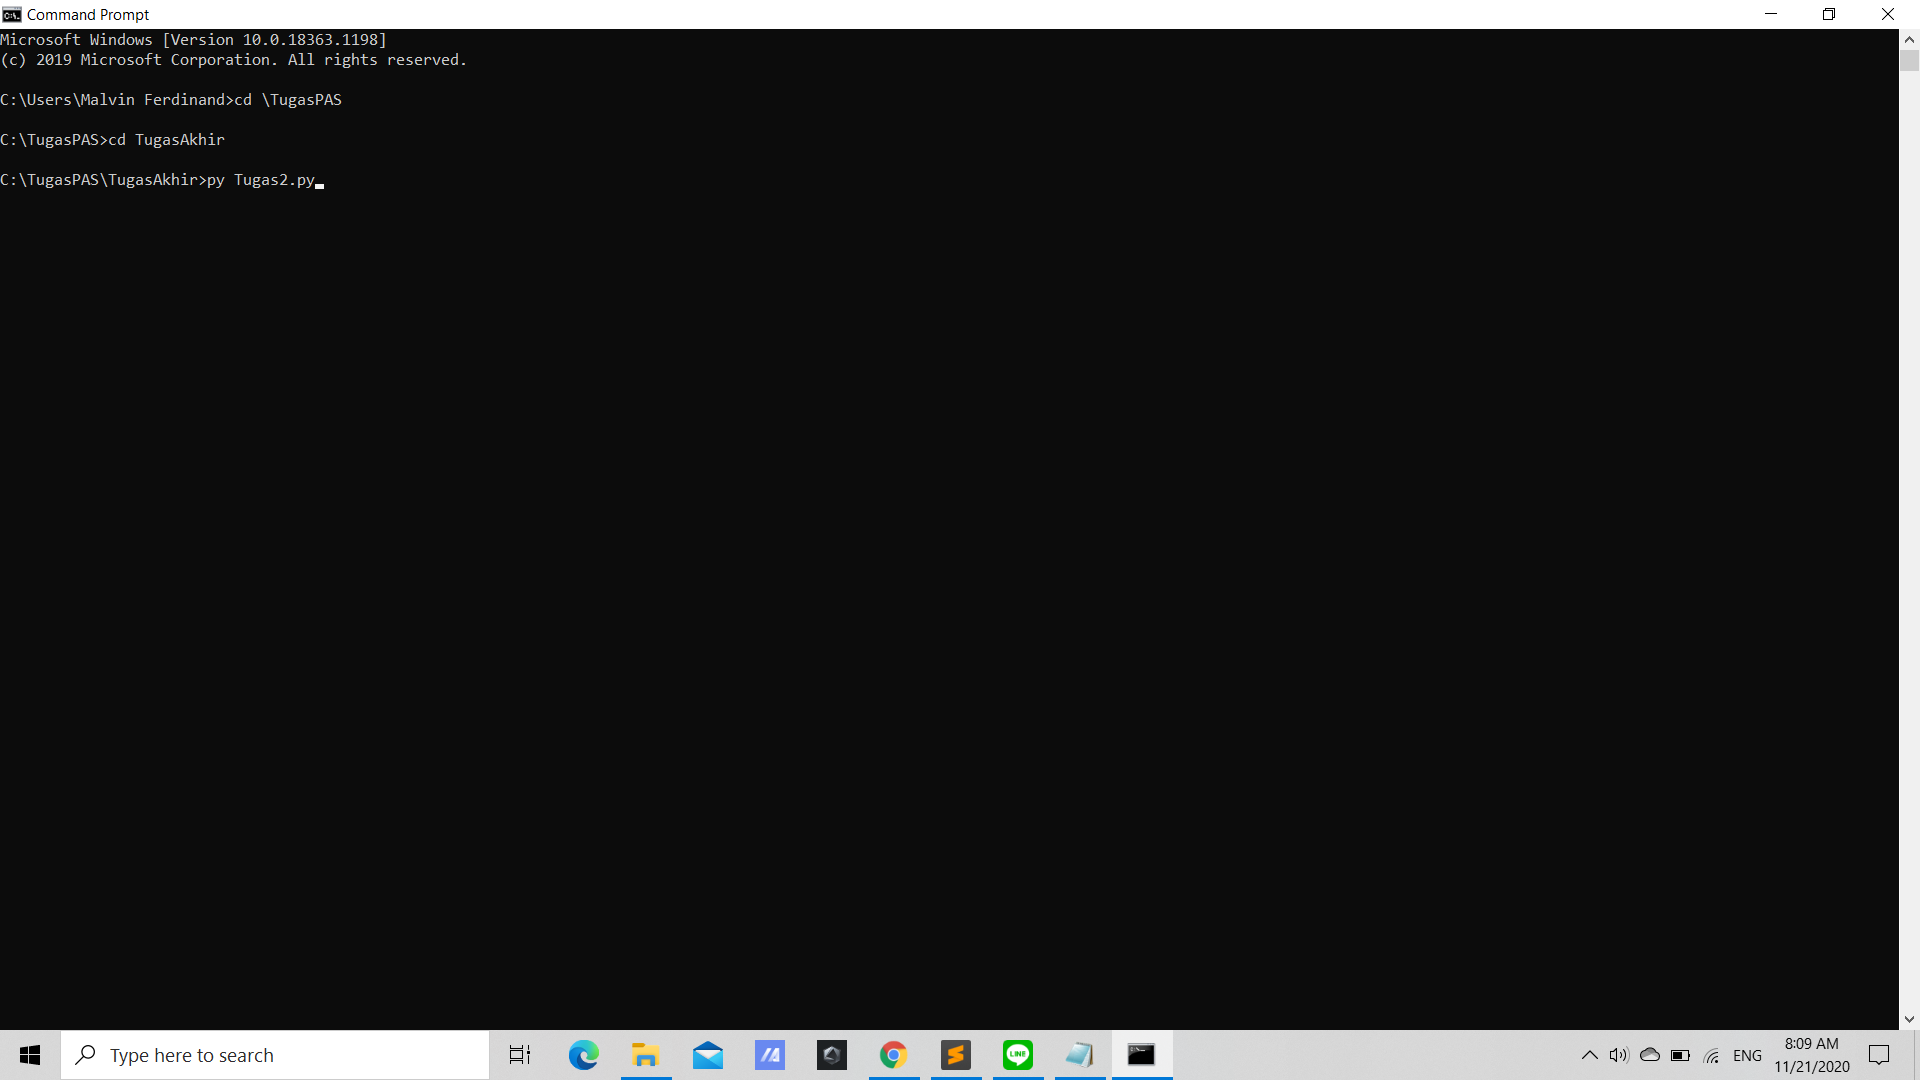 Command Prompt
Microsoft Windows [Version 10.0.18363.1198]
(c) 2019 Microsoft Corporation. All rights reserved.
C:\Users\Malvin Ferdinand>cd \TugasPAS
C:\TugasPAS>cd TugasAkhir
C:\TugasPAS\TugasAkhir>py Tugas2.py
Type here to search
LINE
ENG
8:09 AM
11/21/2020